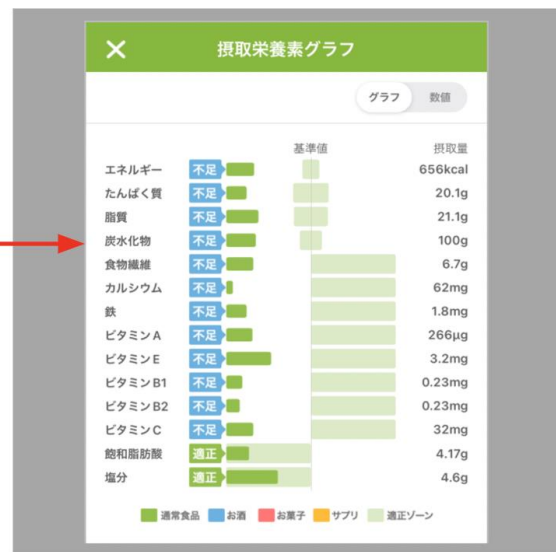 摂取栄養素グラフ
グラフ 数値
基準値 摂取量
エネルギー 不足 656kcal
たんぱく質 不足 20.1g
脂質 不足 21.1g
炭水化物 不足 100g
食物繊維 不足 6.7g
カルシウム 不足 62mg
鉄 不足 1.8mg
ビタミンA 不足 266μg
ビタミンE 不足 3.2mg
ビタミンB1 不足 0.23mg
ビタミンB2 不足 0.23mg
ビタミンC 不足 32mg
飽和脂肪酸 適正 4.17g
塩分 適正 4.6g
通常食品 お酒 お菓子 サプリ 適正ゾーン